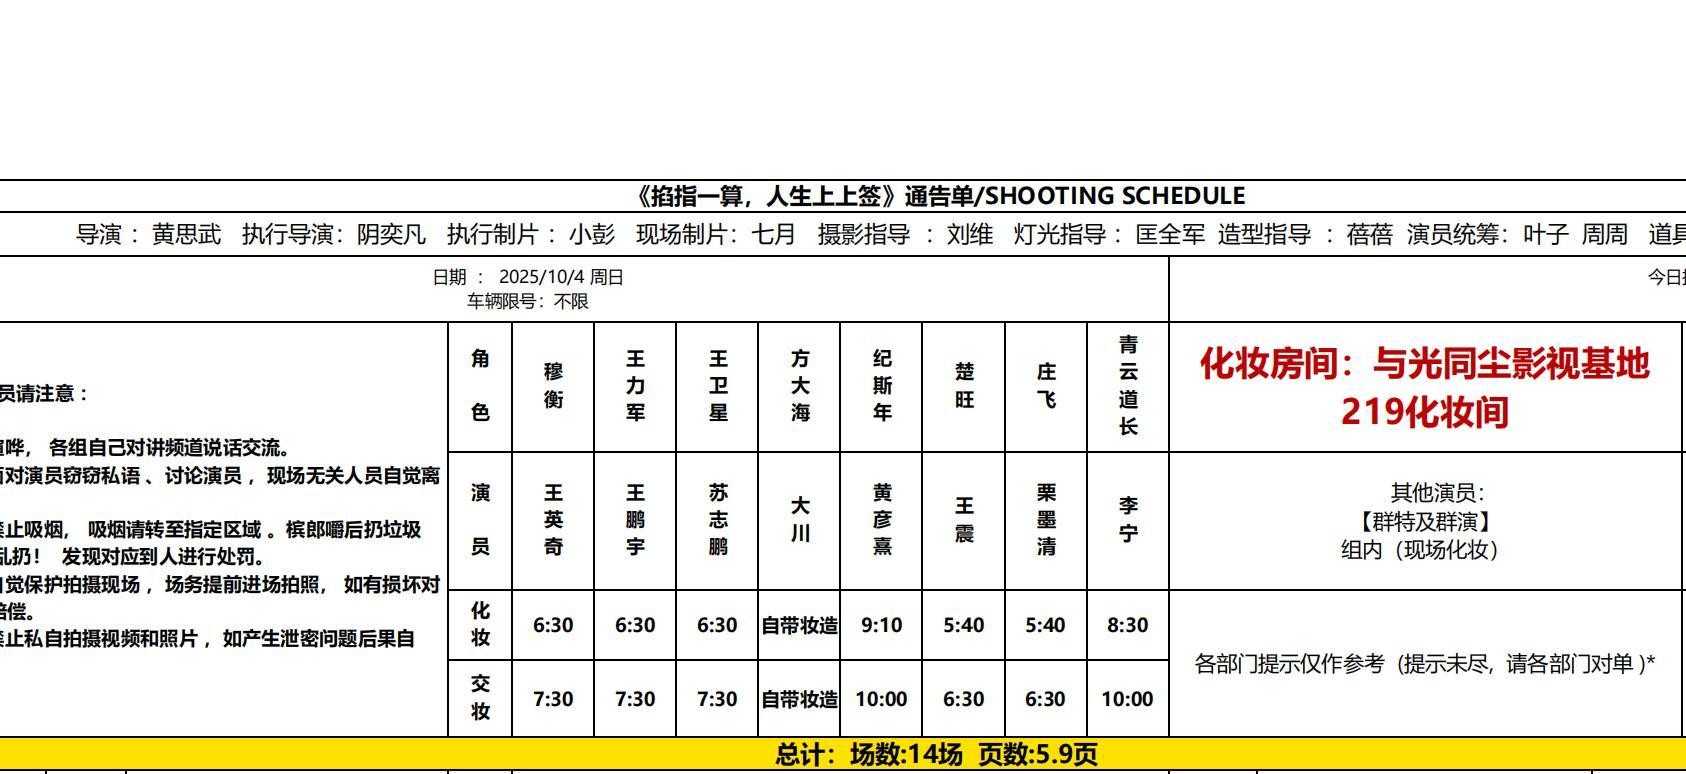 《掐指一算，人生上上签》通告单/SHOOTING SCHEDULE
导演 ： 黄思武 执行导演：阴奕凡 执行制片 ：小彭 现场制片：七月 摄影指导 ：刘维 灯光指导 ：匡全军 造型指导 ：蓓蓓 演员统筹：叶子 周周 道具
日期 ： 2025/10/4 周日
车辆限号：不限
今日
员请注意 ：
哗， 各组自己对讲频道说话交流。
对演员窃窃私语 、讨论演员 ，现场无关人员自觉离
止吸烟， 吸烟请转至指定区域 。槟郎嚼后扔垃圾
乱扔！ 发现对应到人进行处罚。
觉保护拍摄现场 ，场务提前进场拍照， 如有损坏对
赔偿。
止私自拍摄视频和照片 ，如产生泄密问题后果自
角色 穆衡 王力军 王卫星 方大海 纪斯年 楚旺 庄飞 青云道长
化妆房间：与光同尘影视基地
219化妆间
演员 王英奇 王鹏宇 苏志鹏 大川 黄彦熹 王震 栗墨清 李宁
其他演员：
【群特及群演】
组内（现场化妆）
化妆 6:30 6:30 6:30 自带妆造 9:10 5:40 5:40 8:30
交妆 7:30 7:30 7:30 自带妆造 10:00 6:30 6:30 10:00
各部门提示仅作参考（提示未尽，请各部门对单 )*
总计：场数:14场 页数:5.9页